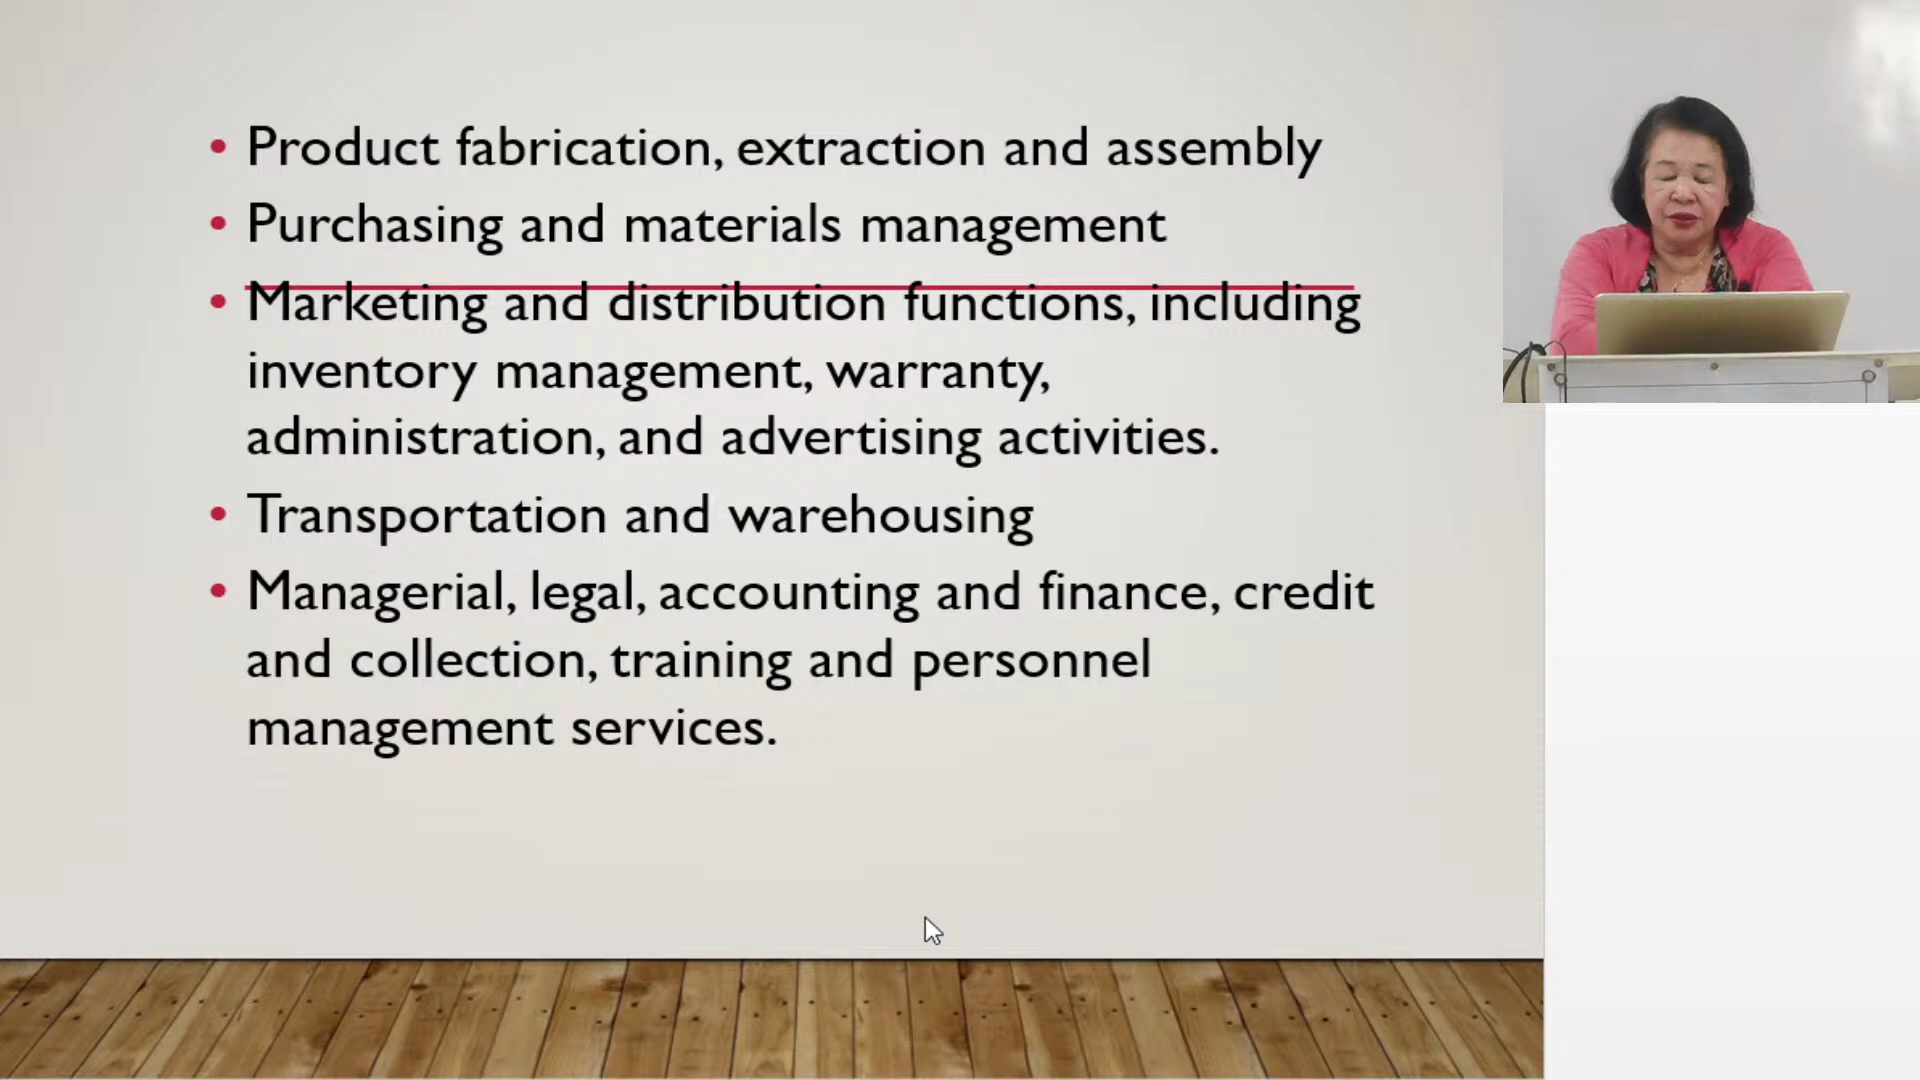 • Product fabrication, extraction and assembly
• Purchasing and materials management
• Marketing and distribution functions, including
inventory management, warranty,
administration, and advertising activities.
• Transportation and warehousing
• Managerial, legal, accounting and finance, credit
and collection, training and personnel
management services.